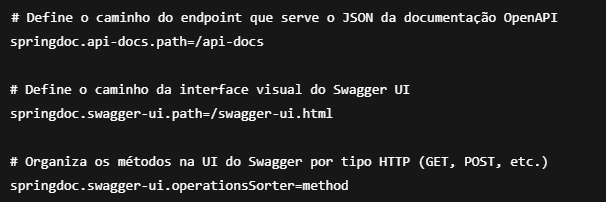 # Define o caminho do endpoint que serve o JSON da documentação OpenAPI
springdoc.api-docs.path=/api-docs
# Define o caminho da interface visual do Swagger UI
springdoc.swagger-ui.path=/swagger-ui.html
# Organiza os métodos na UI do Swagger por tipo HTTP (GET, POST, etc.)
springdoc.swagger-ui.operationsSorter=method